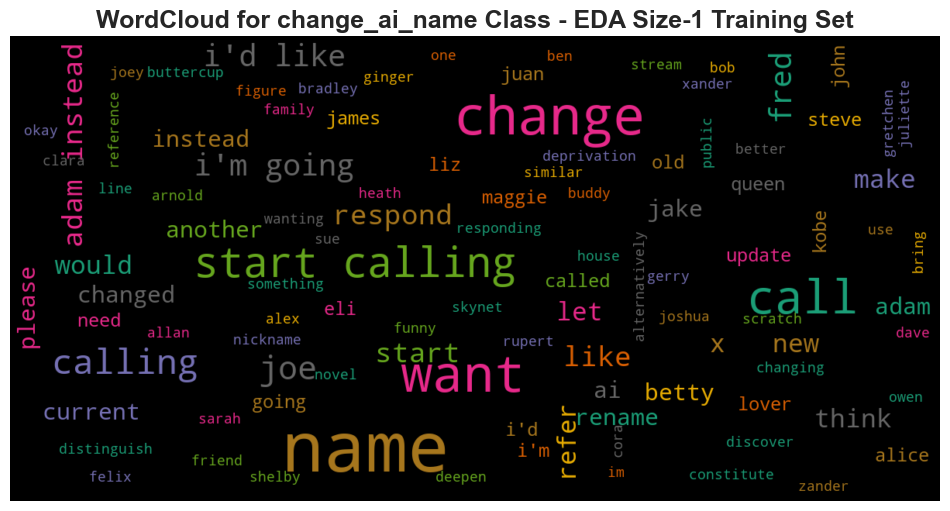 WordCloud for change_ai_name Class - EDA Size-1 Training Set
i'd like
one
ben
stream
bob
john
joey
buttercup
ginger
juan
xander
fred
figure
bradley
adam instead
reference
family
james
change
steve
gretchen
juliette
okay
instead
public
clara
i'm going
liz
deprivation
old
better
similar
line
arnold
heath
maggie
buddy
queen
make
another
wanting
respond
jake
kobe
use
sue
responding
would
start calling
house
alternatively
update
bring
please
something
called
gerry
changed
skynet
call
adam
need
allan
alex
eli
let
joshua
scratch
dave
nickname
funny
rupert
calling
joe
start
like
x
new
novel
want
changing
current
going
ai
betty
owen
sarah
refer
rename
lover
think
name
i'd
cora
distinguish
friend
i'm
discover
alice
felix
shelby
deepen
im
constitute
zander